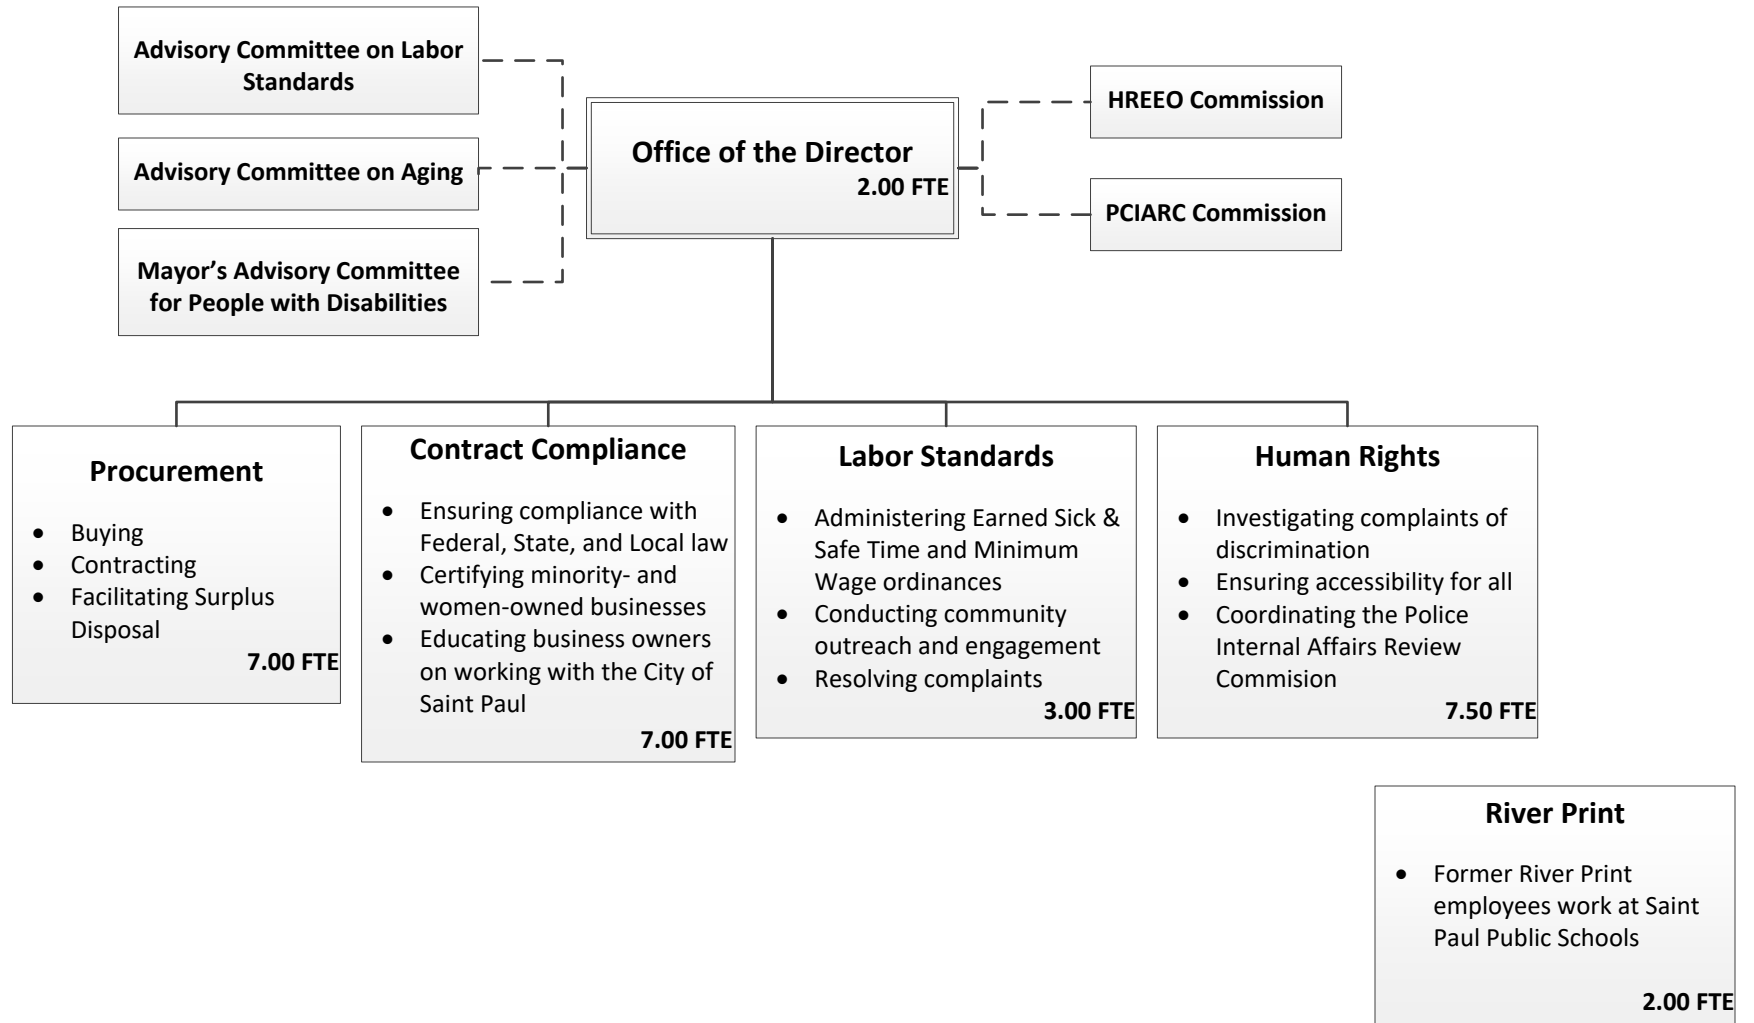 Advisory Committee on Labor
Standards
Advisory Committee on Aging
Mayor’s Advisory Committee
for People with Disabilities
Office of the Director
2.00 FTE
HREEO Commission
PCIARC Commission
Procurement
• Buying
• Contracting
• Facilitating Surplus
Disposal
7.00 FTE
Contract Compliance
• Ensuring compliance with
Federal, State, and Local law
• Certifying minority- and
women-owned businesses
• Educating business owners
on working with the City of
Saint Paul
7.00 FTE
Labor Standards
• Administering Earned Sick &
Safe Time and Minimum
Wage ordinances
• Conducting community
outreach and engagement
• Resolving complaints
3.00 FTE
Human Rights
• Investigating complaints of
discrimination
• Ensuring accessibility for all
• Coordinating the Police
Internal Affairs Review
Commision
7.50 FTE
River Print
• Former River Print
employees work at Saint
Paul Public Schools
2.00 FTE